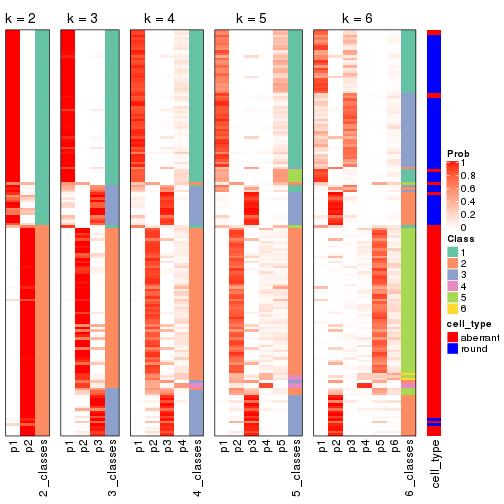 k = 2
k = 3
k = 4
k = 5
k = 6
p1
p2
2_classes
p1
p2
p3
3_classes
p1
p2
p3
p4
4_classes
p1
p2
p3
p4
p5
5_classes
p1
p2
p3
p4
p5
p6
6_classes
cell_type
Prob
1
0.8
0.6
0.4
0.2
0
Class
1
2
3
4
5
6
cell_type
aberrant
round